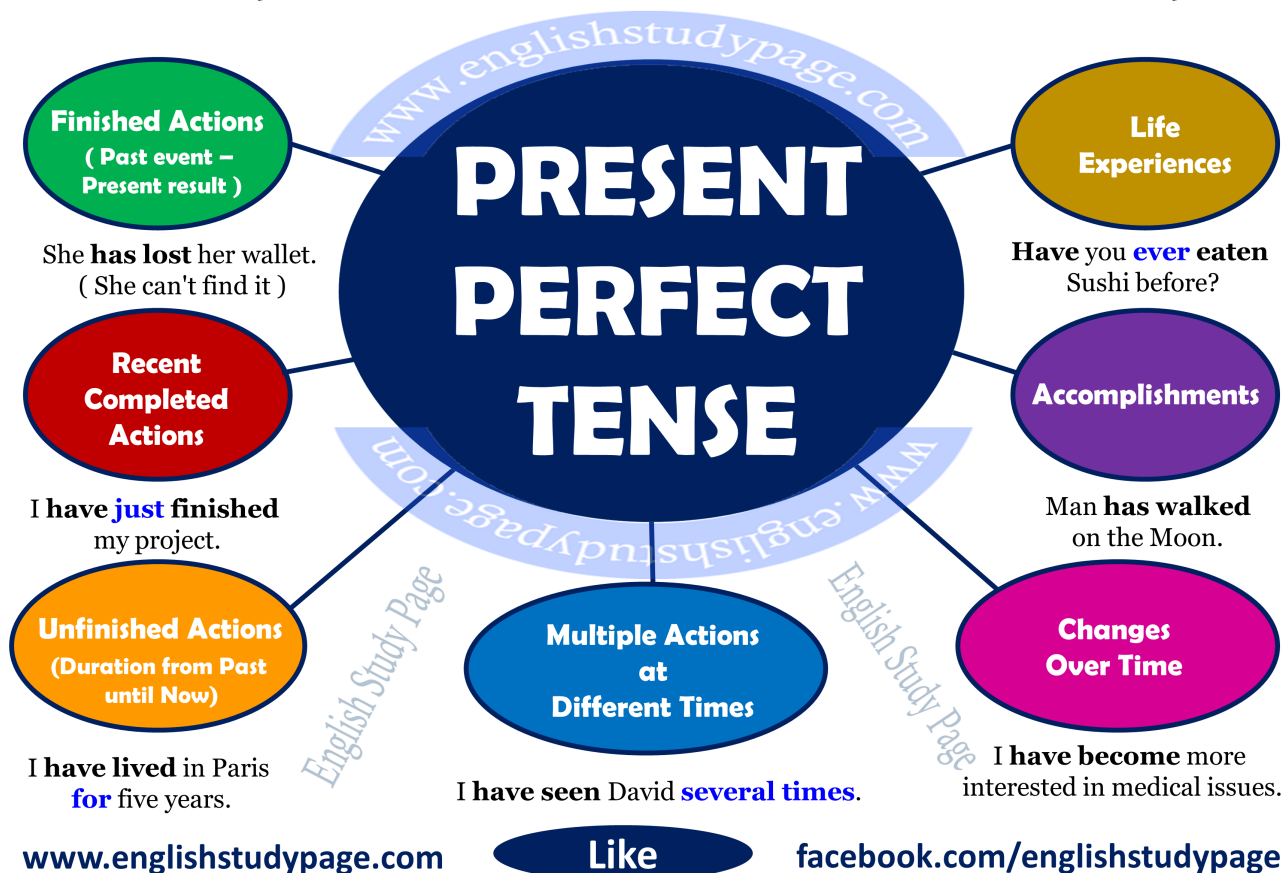 www.englishstudypage.com
PRESENT
PERFECT
TENSE
www.englishstudypage.com
Finished Actions
( Past event –
Present result )
She has lost her wallet.
( She can't find it )
Recent
Completed
Actions
I have just finished
my project.
Unfinished Actions
(Duration from Past
until Now)
I have lived in Paris
for five years.
Multiple Actions
at
Different Times
I have seen David several times.
Life
Experiences
Have you ever eaten
Sushi before?
Accomplishments
Man has walked
on the Moon.
Changes
Over Time
I have become more
interested in medical issues.
English Study Page
English Study Page
www.englishstudypage.com
Like
facebook.com/englishstudypage